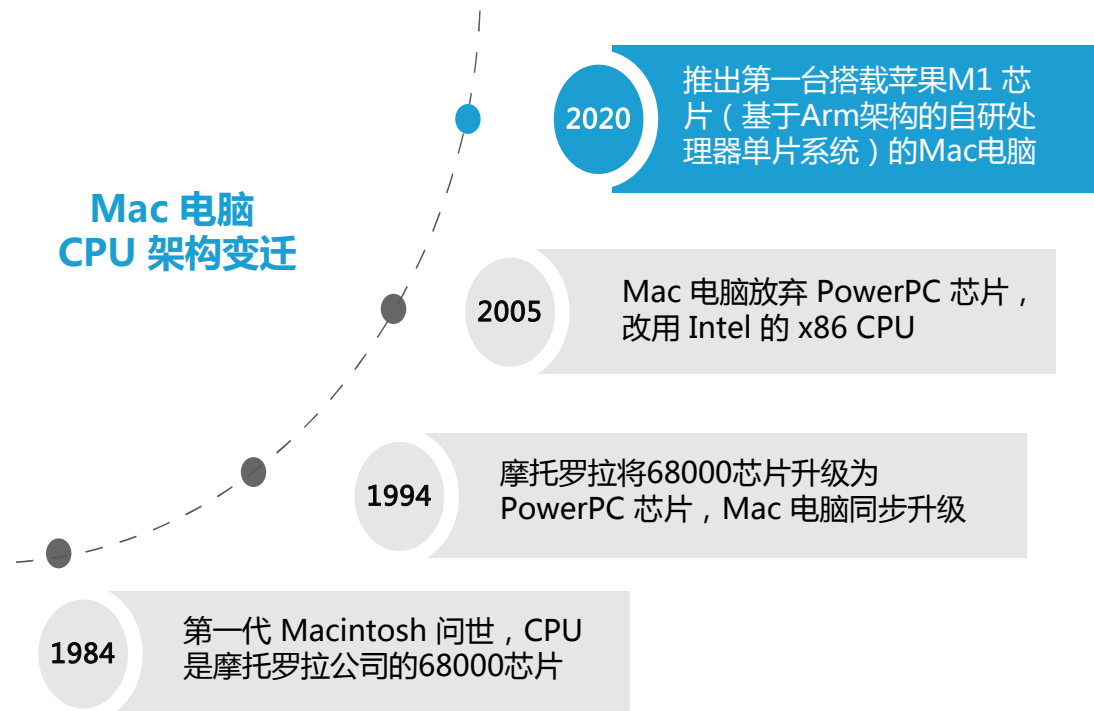 Mac 电脑
CPU 架构变迁
2020
推出第一台搭载苹果M1 芯
片（基于Arm架构的自研处
理器单片系统）的Mac电脑
2005
Mac 电脑放弃 PowerPC 芯片，
改用 Intel 的 x86 CPU
1994
摩托罗拉将68000芯片升级为
PowerPC 芯片，Mac 电脑同步升级
1984
第一代 Macintosh 问世，CPU
是摩托罗拉公司的68000芯片